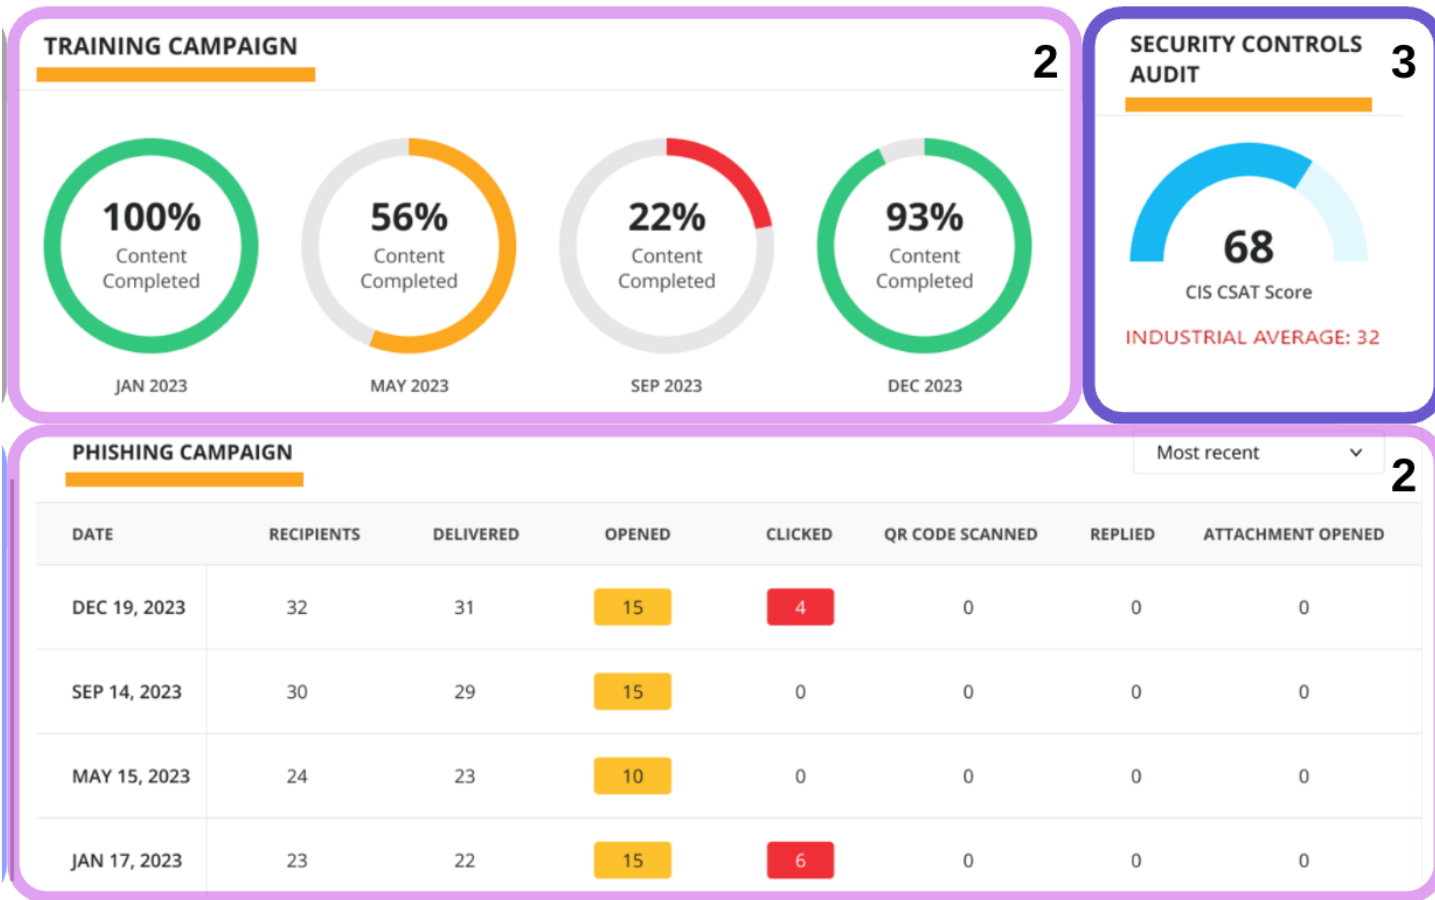 TRAINING CAMPAIGN
2
100%
Content
Completed
JAN 2023
56%
Content
Completed
MAY 2023
22%
Content
Completed
SEP 2023
93%
Content
Completed
DEC 2023
SECURITY CONTROLS
AUDIT
3
68
CIS CSAT Score
INDUSTRIAL AVERAGE: 32
PHISHING CAMPAIGN
Most recent
2
DATE RECIPIENTS DELIVERED OPENED CLICKED QR CODE SCANNED REPLIED ATTACHMENT OPENED
DEC 19, 2023 32 31 15 4 0 0 0
SEP 14, 2023 30 29 15 0 0 0 0
MAY 15, 2023 24 23 10 0 0 0 0
JAN 17, 2023 23 22 15 6 0 0 0